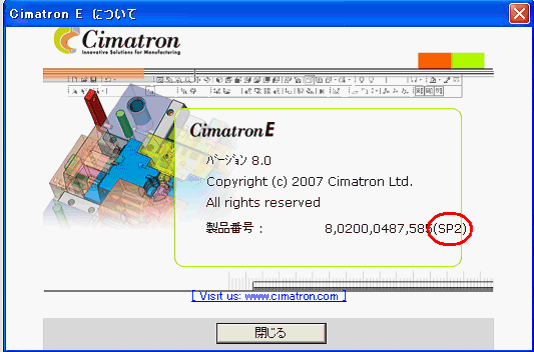 Cimatron E について
Cimatron
Innovative Solutions for Manufacturing
Cimatron E
バージョン 8.0
Copyright (c) 2007 Cimatron Ltd.
All rights reserved
製品番号 : 8,0200,0487,585(SP2)
[ Visit us: www.cimatron.com ]
閉じる